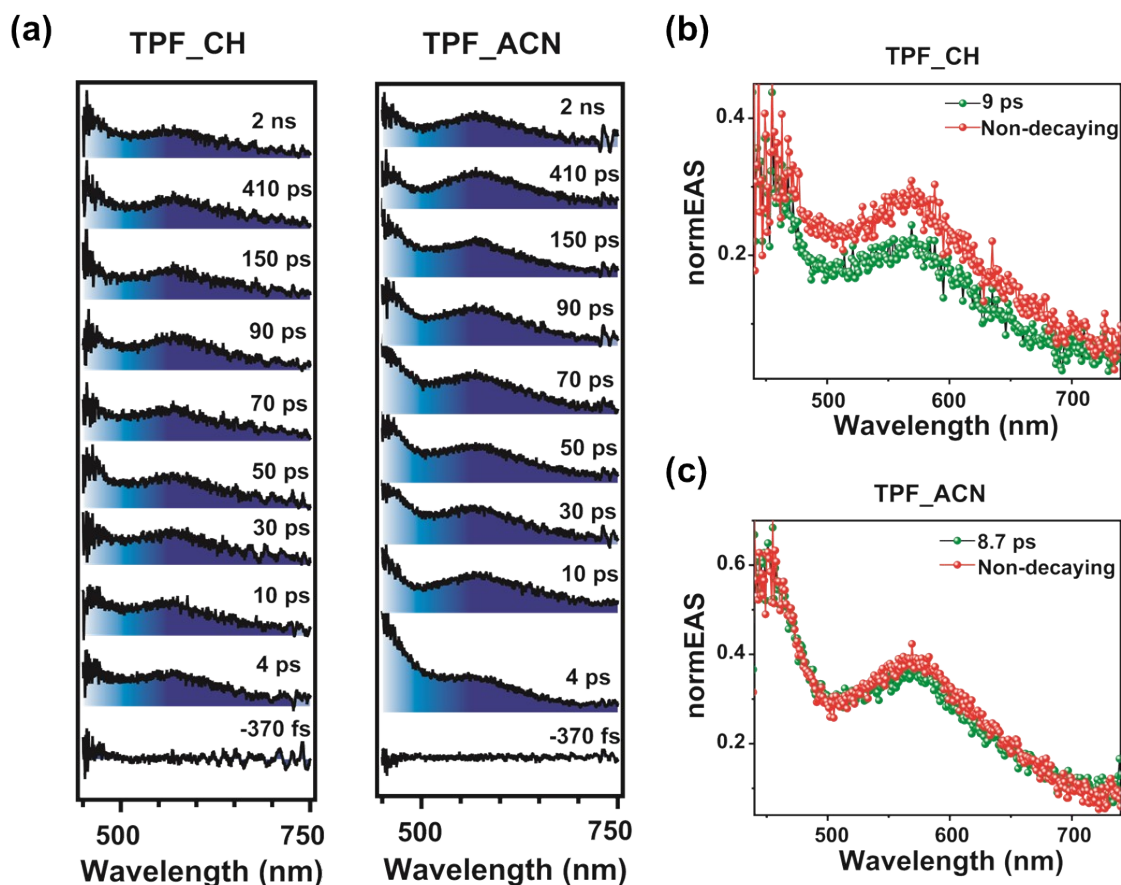 (a)
TPF_CH
2 ns
410 ps
150 ps
90 ps
70 ps
50 ps
30 ps
10 ps
4 ps
-370 fs
500
750
Wavelength (nm)
TPF_ACN
2 ns
410 ps
150 ps
90 ps
70 ps
50 ps
30 ps
10 ps
4 ps
-370 fs
500
750
Wavelength (nm)
(b)
TPF_CH
9 ps
Non-decaying
0.4
0.2
normEAS
500
600
700
Wavelength (nm)
(c)
TPF_ACN
8.7 ps
Non-decaying
0.6
0.4
0.2
normEAS
500
600
700
Wavelength (nm)